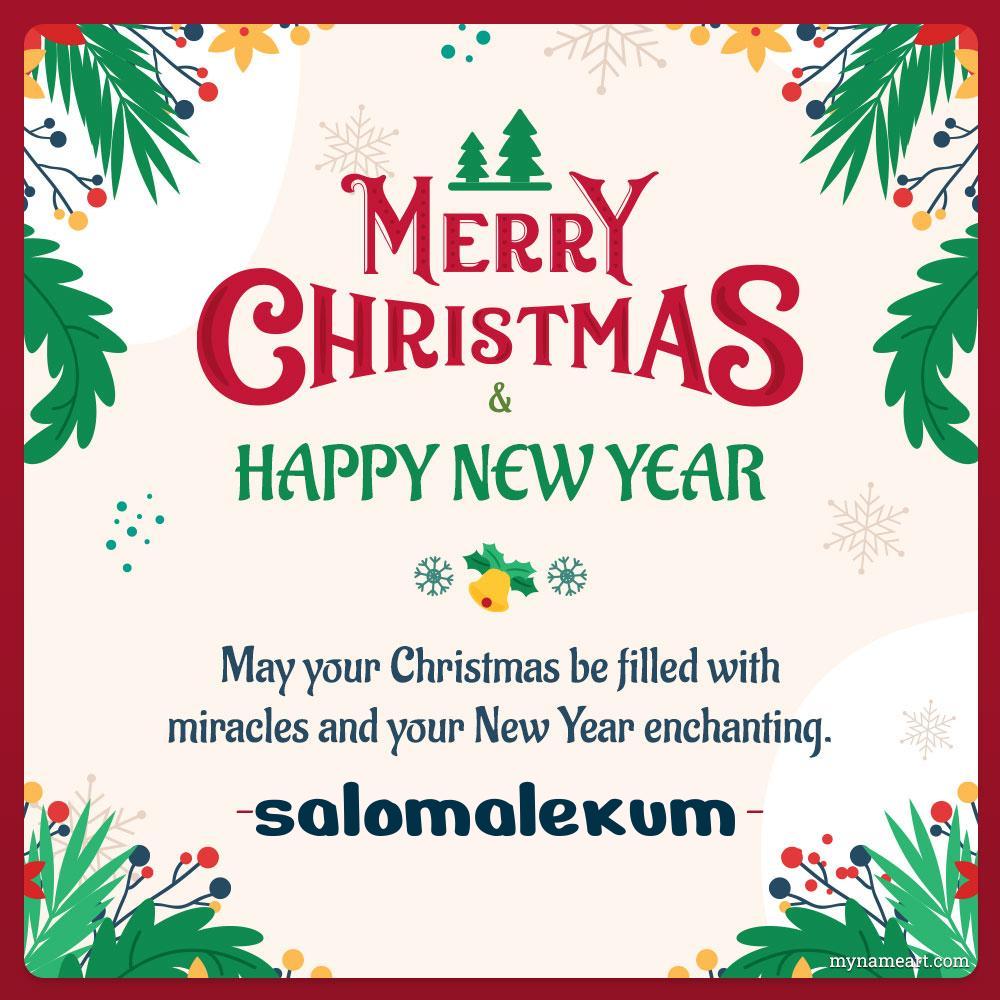 MERRY
CHRISTMAS
&
HAPPY NEW YEAR
May your Christmas be filled with
miracles and your New Year enchanting.
-salomalekum-
mynameart.com